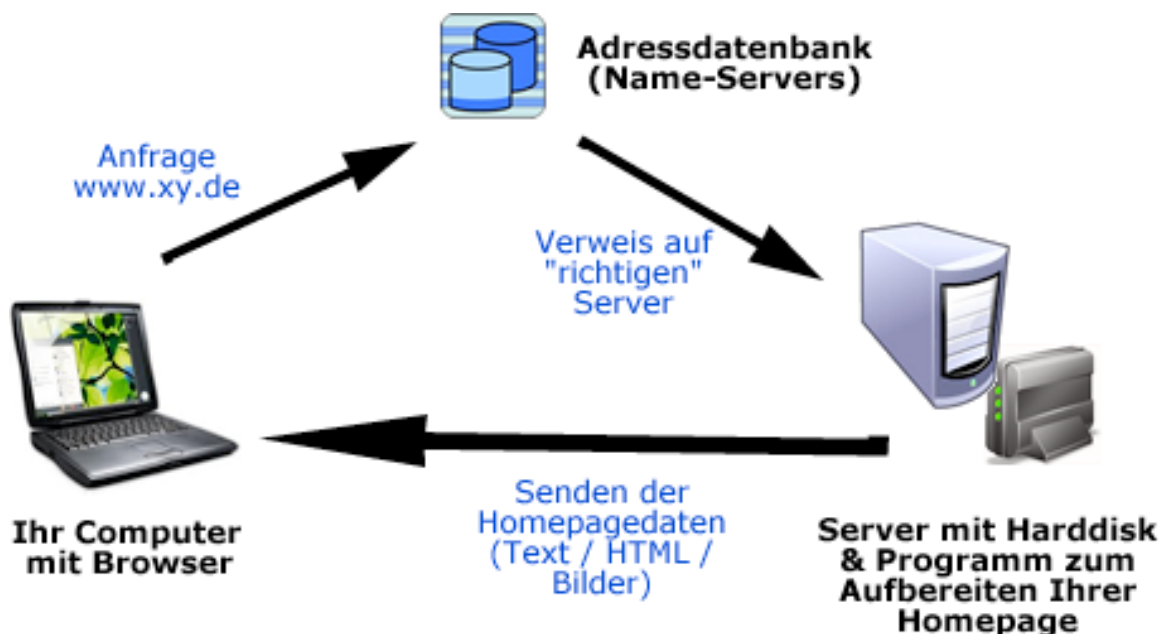 Adressdatenbank
(Name-Servers)
Anfrage
www.xy.de
Verweis auf
"richtigen"
Server
Senden der
Homepagedaten
(Text / HTML /
Bilder)
Ihr Computer
mit Browser
Server mit Harddisk
& Programm zum
Aufbereiten Ihrer
Homepage